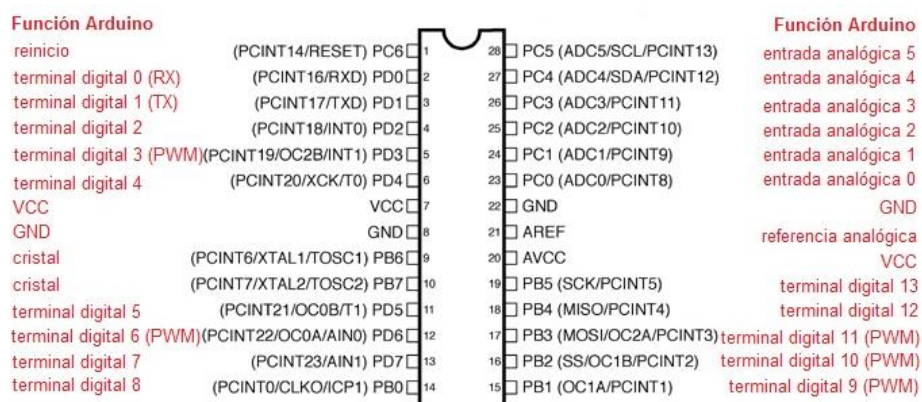 Función Arduino Función Arduino
reinicio (PCINT14/RESET) PC6 1 28 PC5 (ADC5/SCL/PCINT13) entrada analógica 5
terminal digital 0 (RX) (PCINT16/RXD) PD0 2 27 PC4 (ADC4/SDA/PCINT12) entrada analógica 4
terminal digital 1 (TX) (PCINT17/TXD) PD1 3 26 PC3 (ADC3/PCINT11) entrada analógica 3
terminal digital 2 (PCINT18/INT0) PD2 4 25 PC2 (ADC2/PCINT10) entrada analógica 2
terminal digital 3 (PWM) (PCINT19/OC2B/INT1) PD3 5 24 PC1 (ADC1/PCINT9) entrada analógica 1
terminal digital 4 (PCINT20/XCK/T0) PD4 6 23 PC0 (ADC0/PCINT8) entrada analógica 0
VCC VCC 7 22 GND GND
GND GND 8 21 AREF referencia analógica
cristal (PCINT6/XTAL1/TOSC1) PB6 9 20 AVCC VCC
cristal (PCINT7/XTAL2/TOSC2) PB7 10 19 PB5 (SCK/PCINT5) terminal digital 13
terminal digital 5 (PCINT21/OC0B/T1) PD5 11 18 PB4 (MISO/PCINT4) terminal digital 12
terminal digital 6 (PWM) (PCINT22/OC0A/AIN0) PD6 12 17 PB3 (MOSI/OC2A/PCINT3) terminal digital 11 (PWM)
terminal digital 7 (PCINT23/AIN1) PD7 13 16 PB2 (SS/OC1B/PCINT2) terminal digital 10 (PWM)
terminal digital 8 (PCINT0/CLKO/ICP1) PB0 14 15 PB1 (OC1A/PCINT1) terminal digital 9 (PWM)